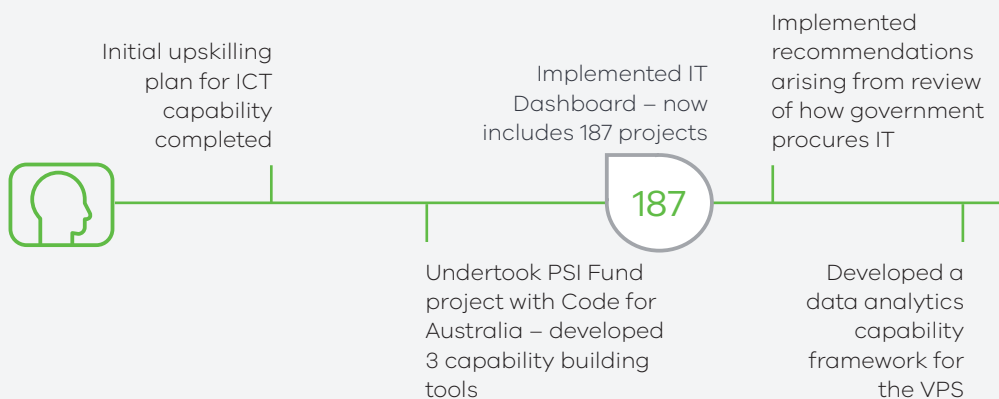 Initial upskilling
plan for ICT
capability
completed
Undertook PSI Fund
project with Code for
Australia – developed
3 capability building
tools
Implemented IT
Dashboard – now
includes 187 projects
187
Implemented
recommendations
arising from review
of how government
procures IT
Developed a
data analytics
capability
framework for
the VPS